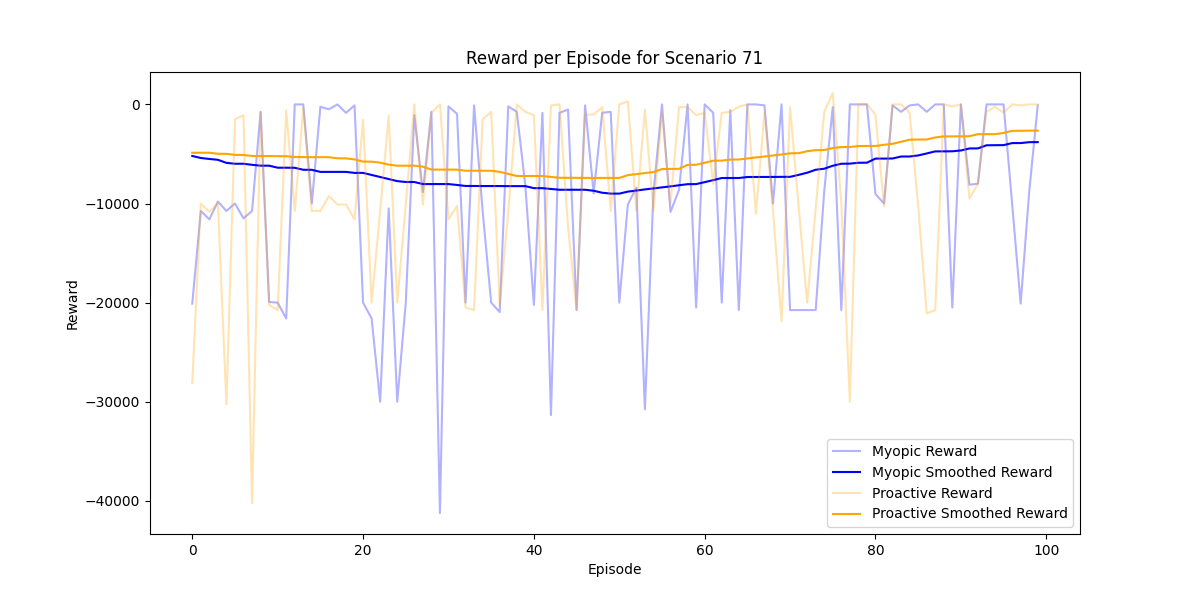 Reward per Episode for Scenario 71
Reward
0
−10000
−20000
−30000
−40000
0
20
40
60
80
100
Episode
Myopic Reward
Myopic Smoothed Reward
Proactive Reward
Proactive Smoothed Reward